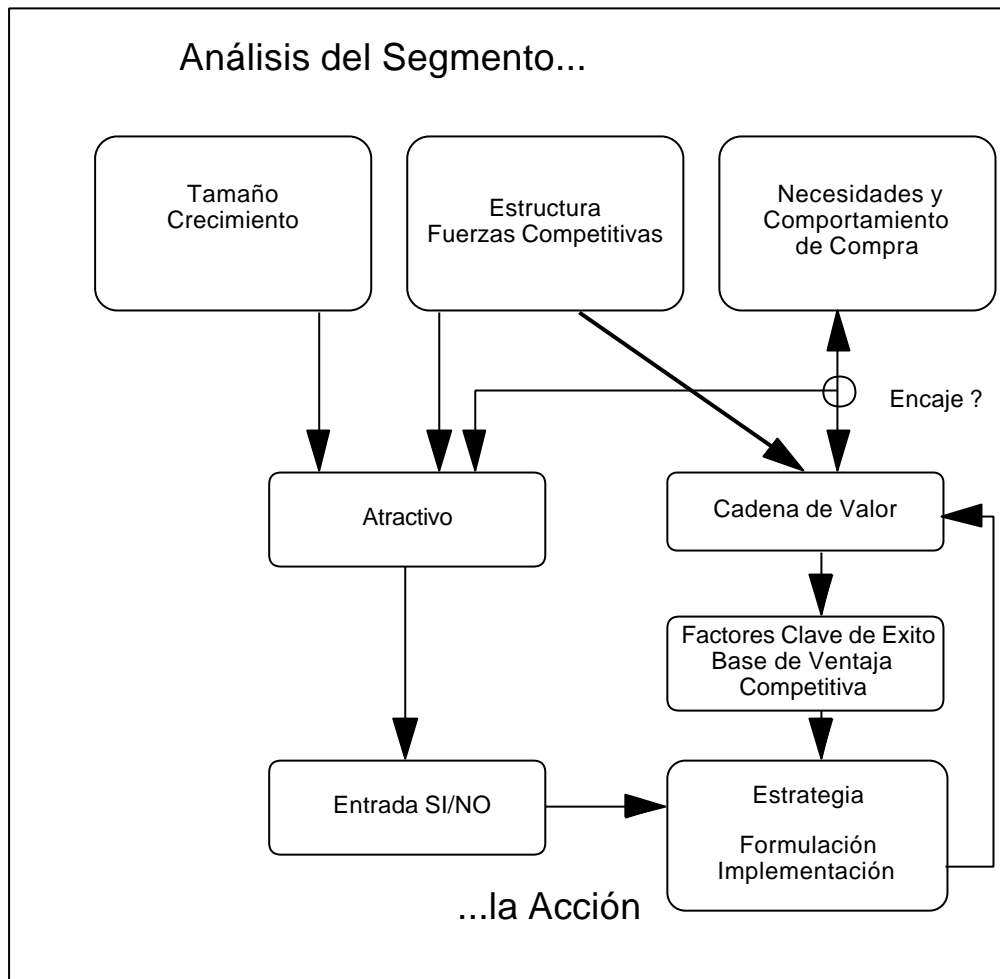 Análisis del Segmento...
Tamaño
Crecimiento
Estructura
Fuerzas Competitivas
Necesidades y
Comportamiento
de Compra
Encaje ?
Atractivo
Cadena de Valor
Factores Clave de Exito
Base de Ventaja
Competitiva
Entrada SI/NO
Estrategia
Formulación
Implementación
...la Acción